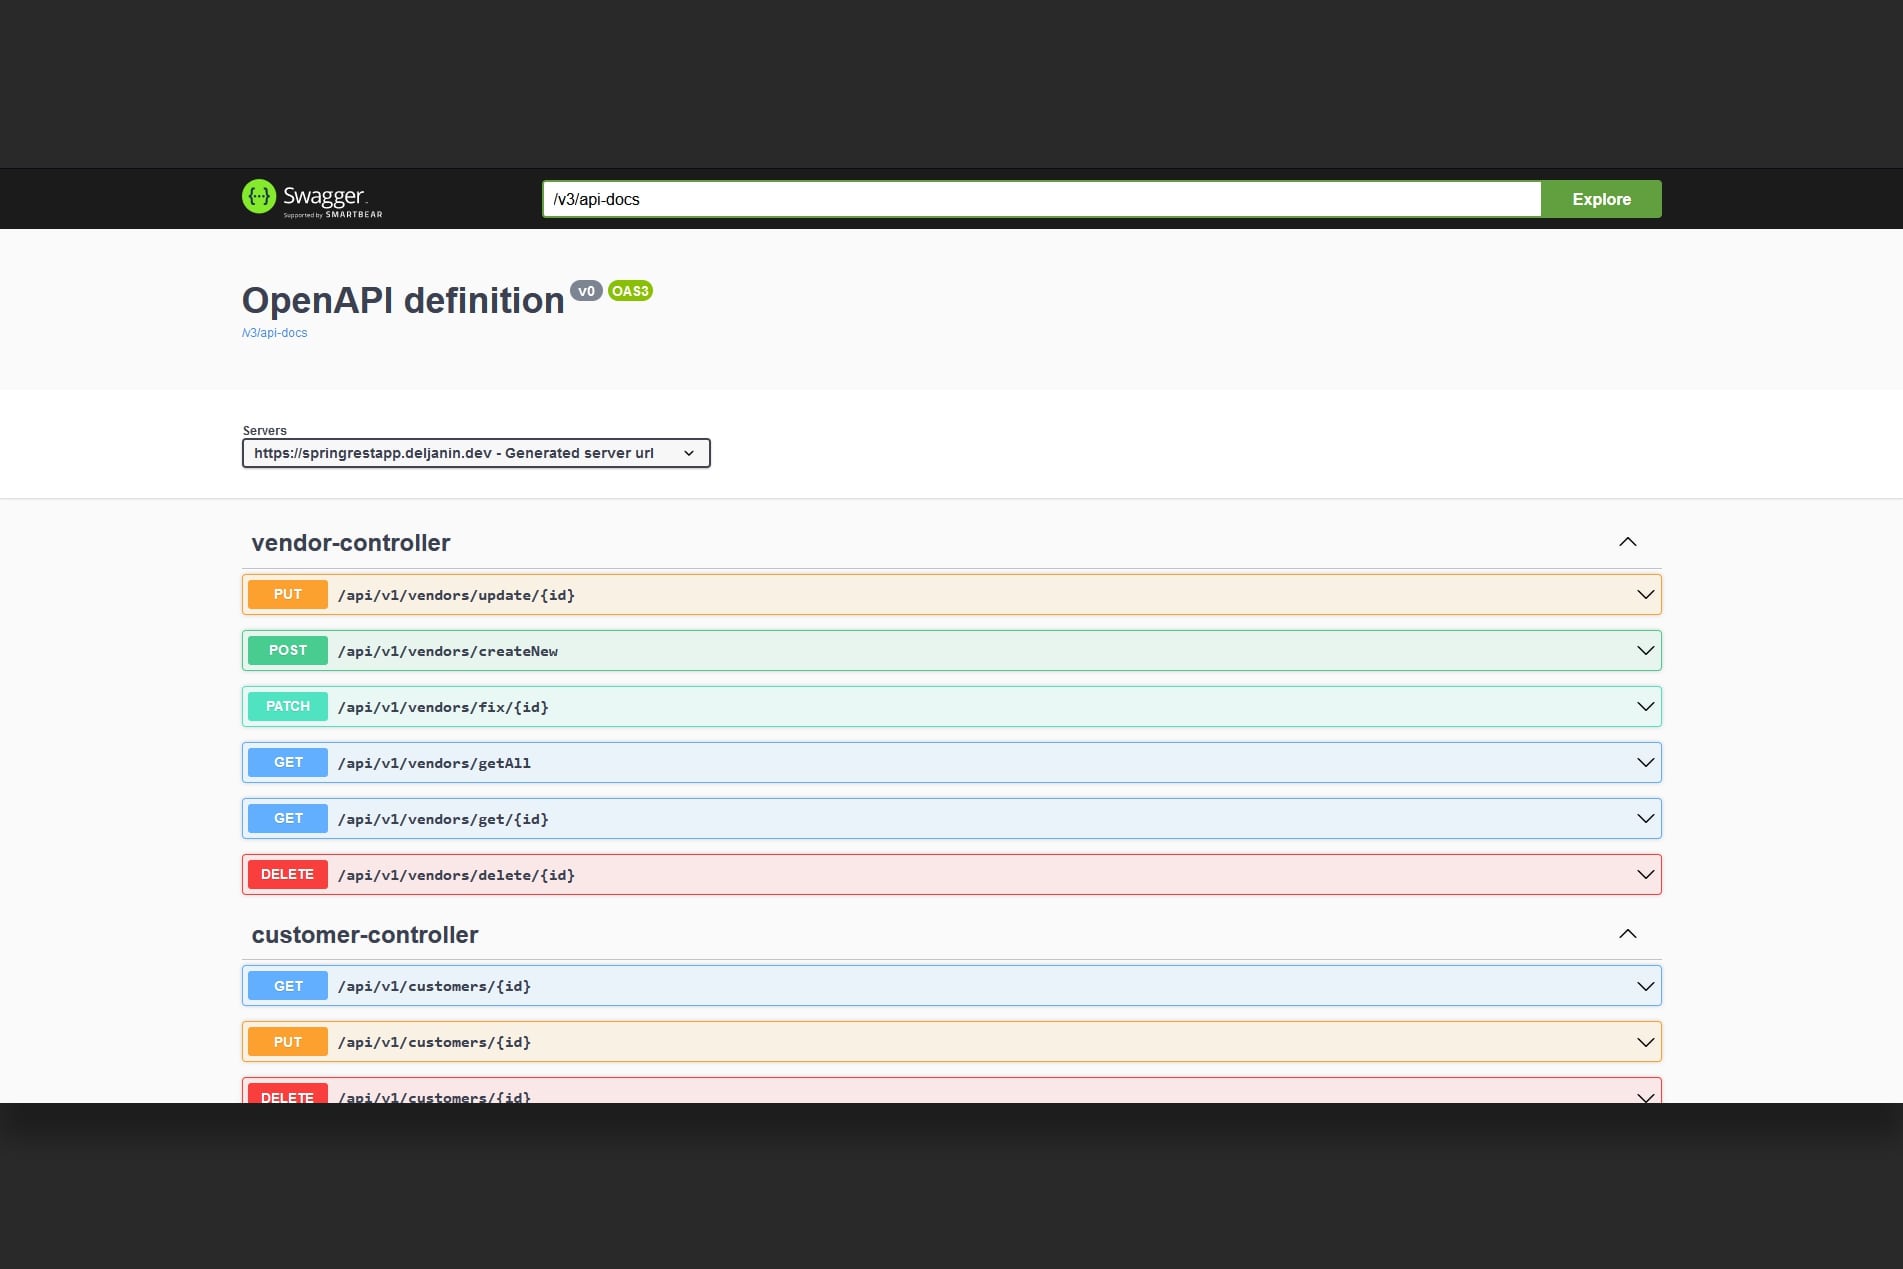 {···} Swagger
Supported by SMARTBEAR
/v3/api-docs
Explore
OpenAPI definition v0 OAS3
/v3/api-docs
Servers
https://springrestapp.deljanin.dev - Generated server url
vendor-controller
PUT /api/v1/vendors/update/{id}
POST /api/v1/vendors/createNew
PATCH /api/v1/vendors/fix/{id}
GET /api/v1/vendors/getAll
GET /api/v1/vendors/get/{id}
DELETE /api/v1/vendors/delete/{id}
customer-controller
GET /api/v1/customers/{id}
PUT /api/v1/customers/{id}
DELETE /api/v1/customers/{id}